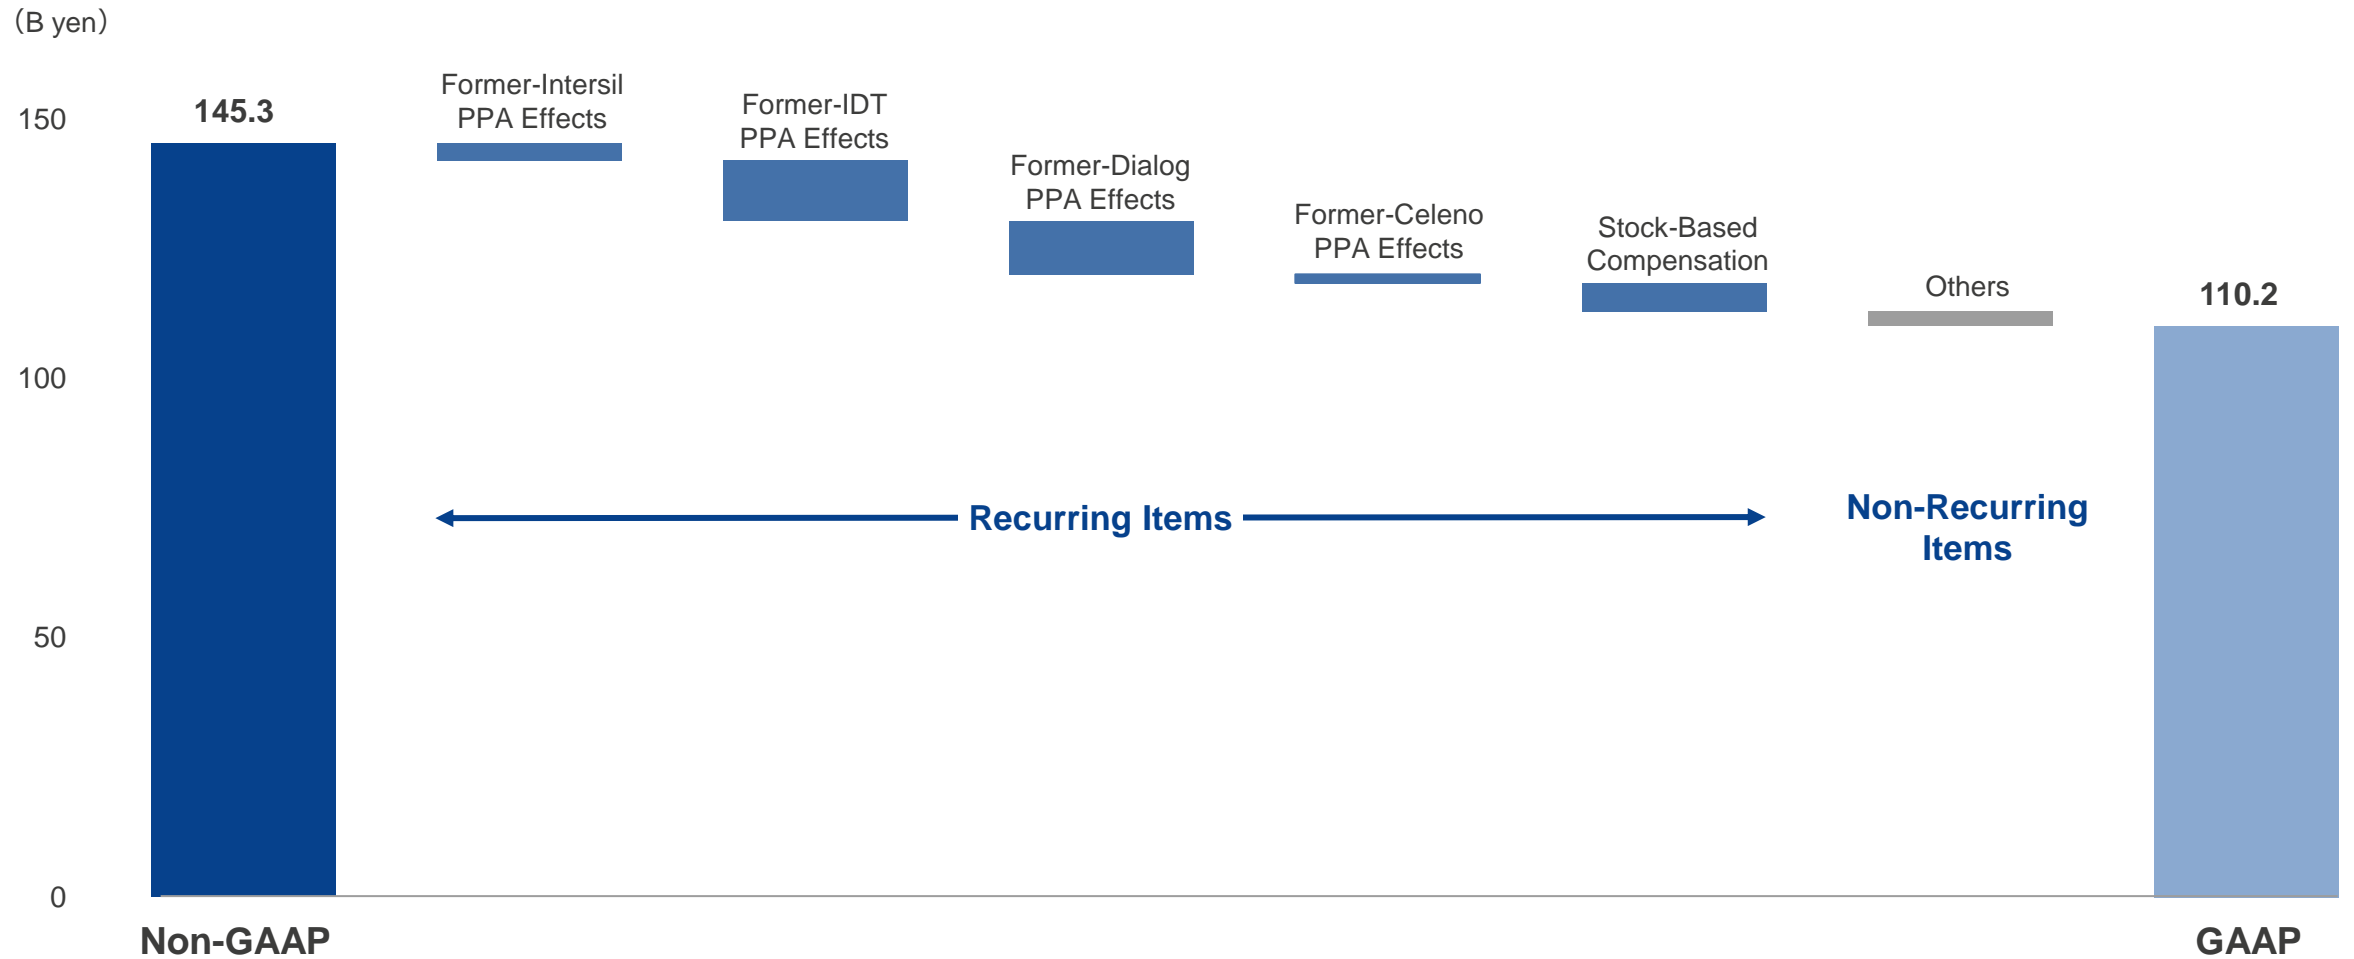 （B yen）
150
100
50
0
145.3
Former-Intersil
PPA Effects
Former-IDT
PPA Effects
Former-Dialog
PPA Effects
Former-Celeno
PPA Effects
Stock-Based
Compensation
Others
110.2
Recurring Items
Non-Recurring
Items
Non-GAAP
GAAP